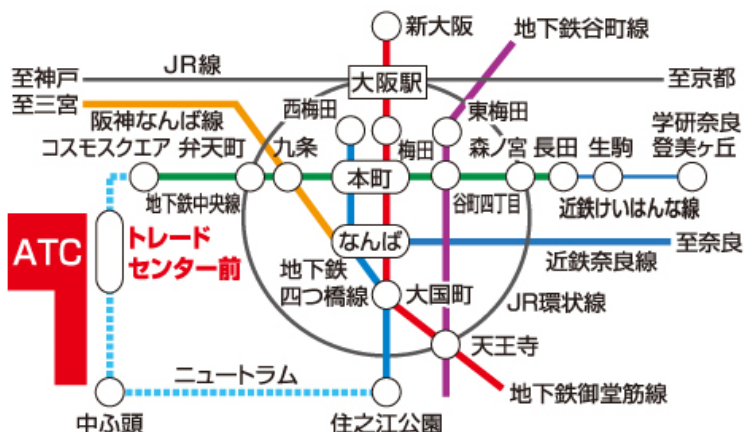 新大阪
地下鉄谷町線
JR線
至神戸
大阪駅
至京都
至三宮
西梅田
東梅田
阪神なんば線
学研奈良
登美ヶ丘
コスモスクエア
弁天町
九条
梅田
森ノ宮
長田
生駒
本町
地下鉄中央線
谷町四丁目
近鉄けいはんな線
ATC
トレード
センター前
なんば
至奈良
近鉄奈良線
地下鉄
四つ橋線
大国町
JR環状線
天王寺
ニュートラム
地下鉄御堂筋線
中ふ頭
住之江公園